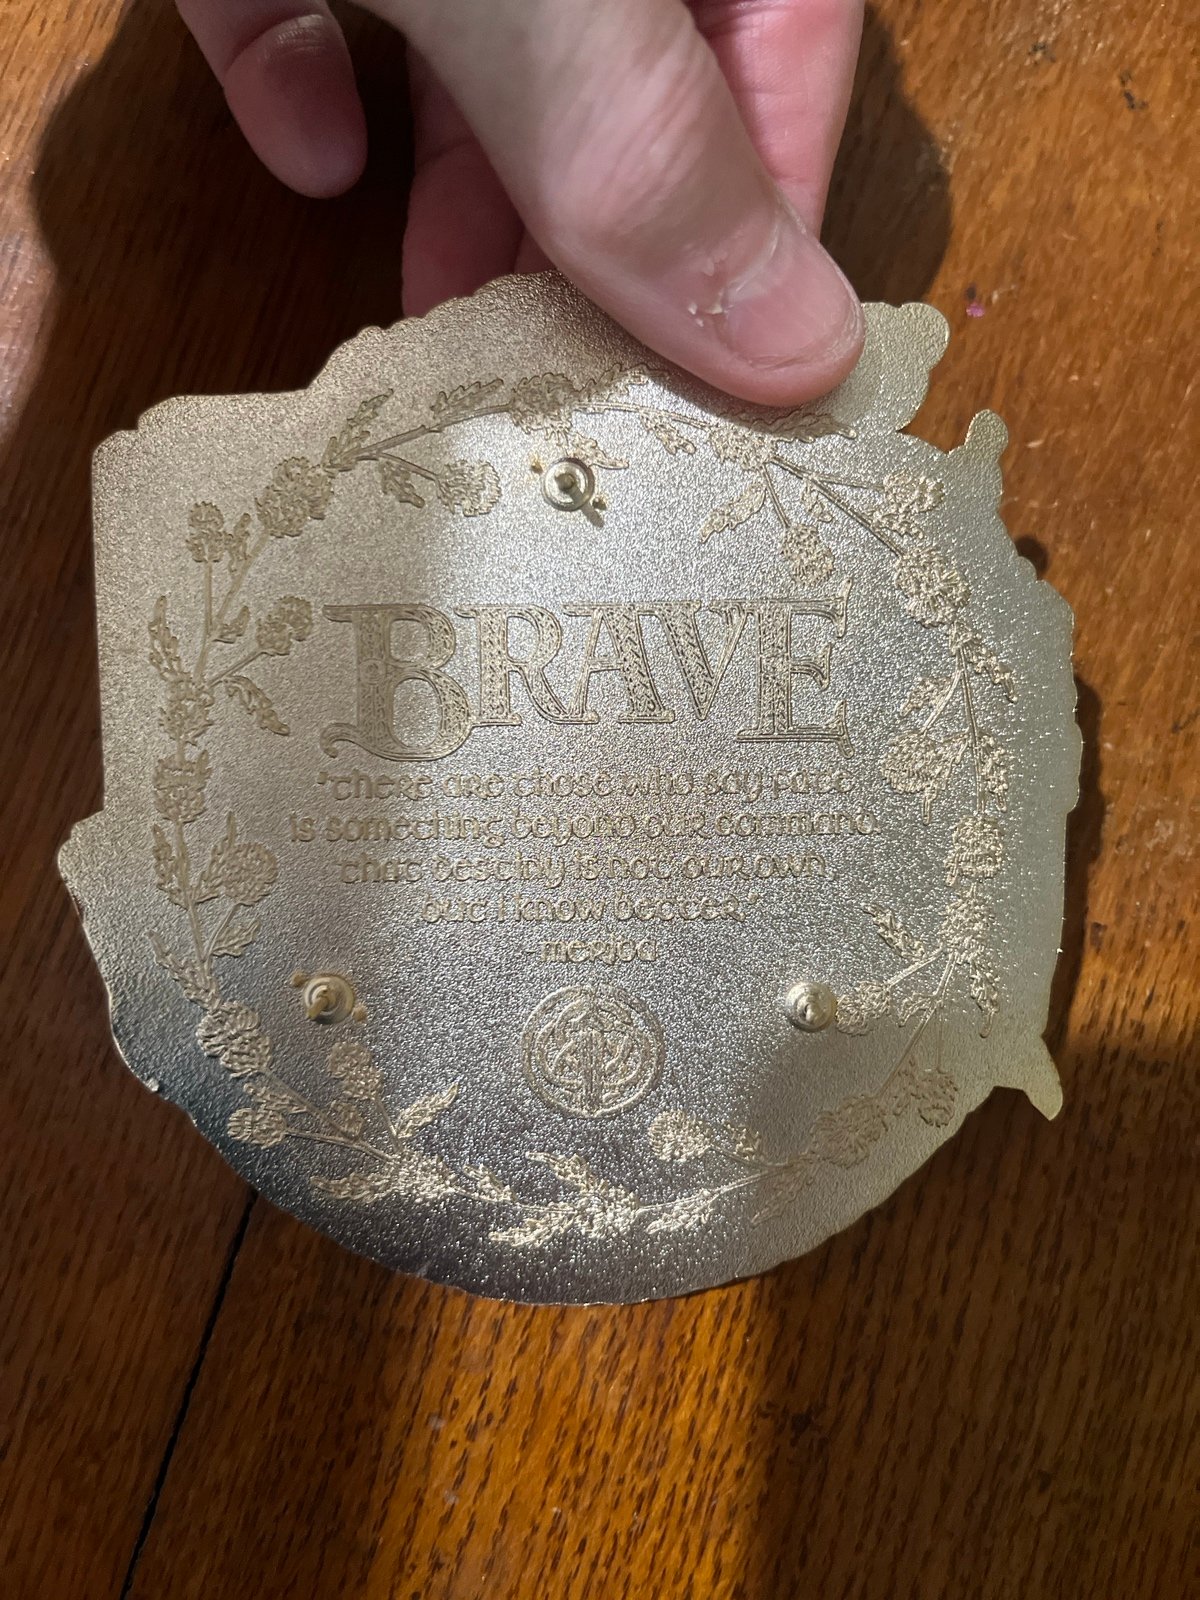 BRAVE
"there are those who say fate
is something beyond our command.
that destiny is not our own,
but I know better."
-merida